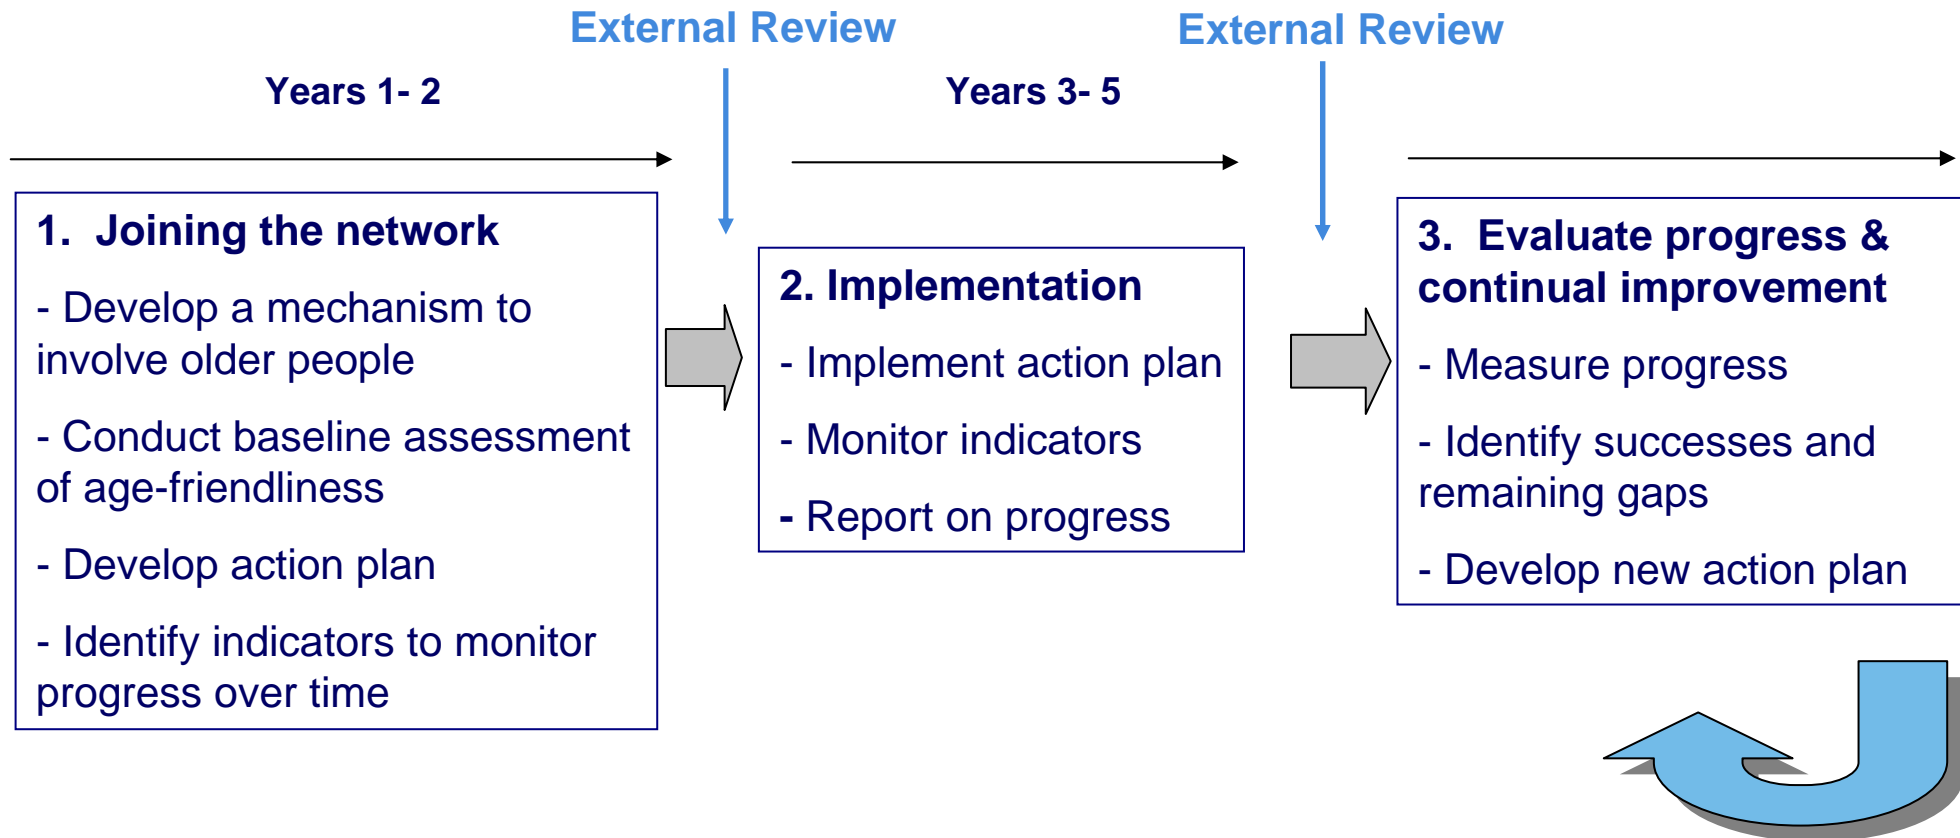 External Review
External Review
Years 1- 2
Years 3- 5
1.  Joining the network
- Develop a mechanism to
involve older people
- Conduct baseline assessment
of age-friendliness
- Develop action plan
- Identify indicators to monitor
progress over time
2. Implementation
- Implement action plan
- Monitor indicators
- Report on progress
3.  Evaluate progress &
continual improvement
- Measure progress
- Identify successes and
remaining gaps
- Develop new action plan